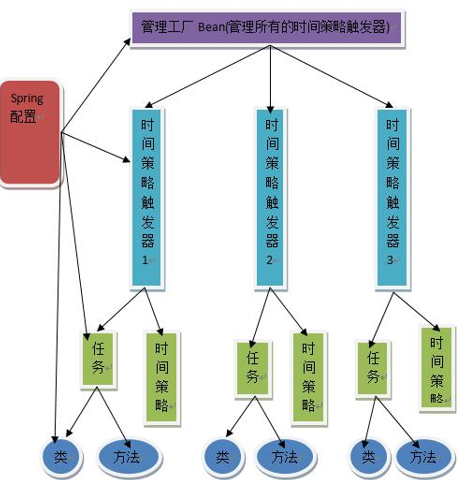 管理工厂 Bean(管理所有的时间策略触发器)
Spring
配置
时间策略触发器1
时间策略触发器2
时间策略触发器3
任务
时间策略
任务
时间策略
任务
时间策略
类
方法
类
方法
类
方法